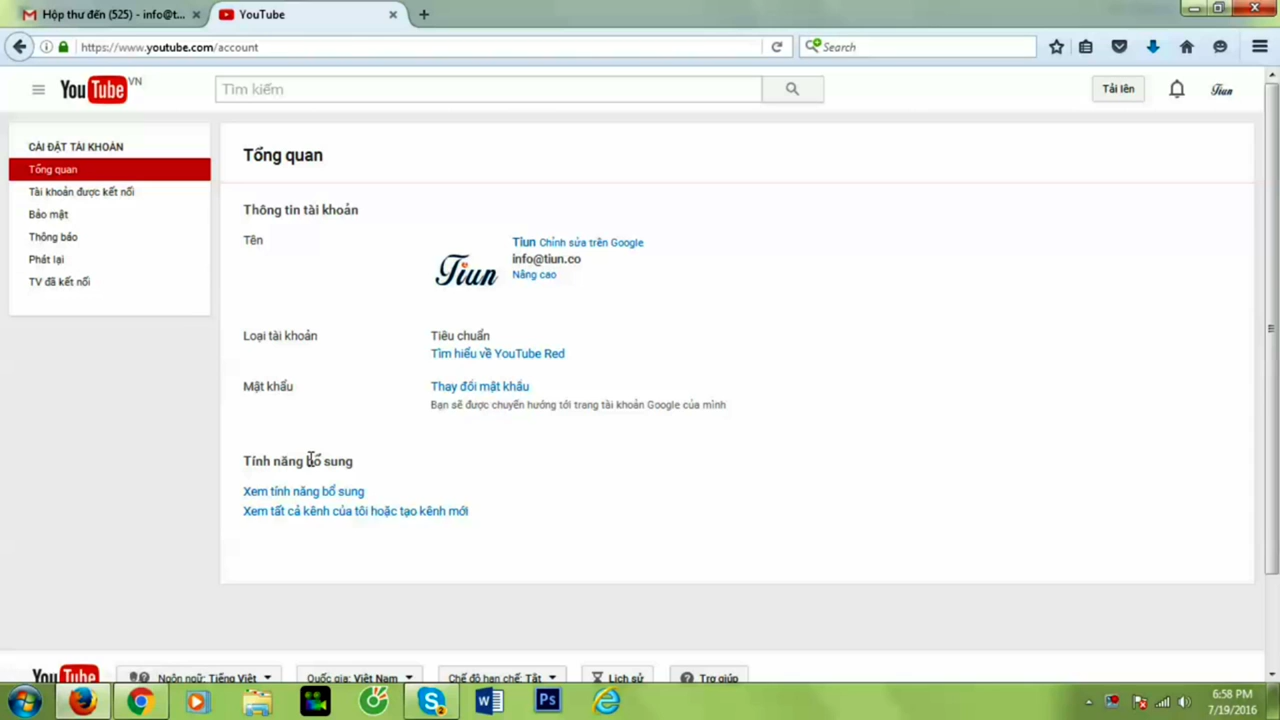 Hộp thư đến (525) - info@t...
YouTube
https://www.youtube.com/account
Search
YouTube VN
Tìm kiếm
Tải lên
Tiun
CÀI ĐẶT TÀI KHOẢN
Tổng quan
Tài khoản được kết nối
Bảo mật
Thông báo
Phát lại
TV đã kết nối
Tổng quan
Thông tin tài khoản
Tên
Tiun
Tiun Chỉnh sửa trên Google
info@tiun.co
Nâng cao
Loại tài khoản
Tiêu chuẩn
Tìm hiểu về YouTube Red
Mật khẩu
Thay đổi mật khẩu
Bạn sẽ được chuyển hướng tới trang tài khoản Google của mình
Tính năng bổ sung
Xem tính năng bổ sung
Xem tất cả kênh của tôi hoặc tạo kênh mới
YouTube
Ngôn ngữ: Tiếng Việt
Quốc gia: Việt Nam
Chế độ hạn chế: Tắt
Lịch sử
Trợ giúp
6:58 PM
7/19/2016